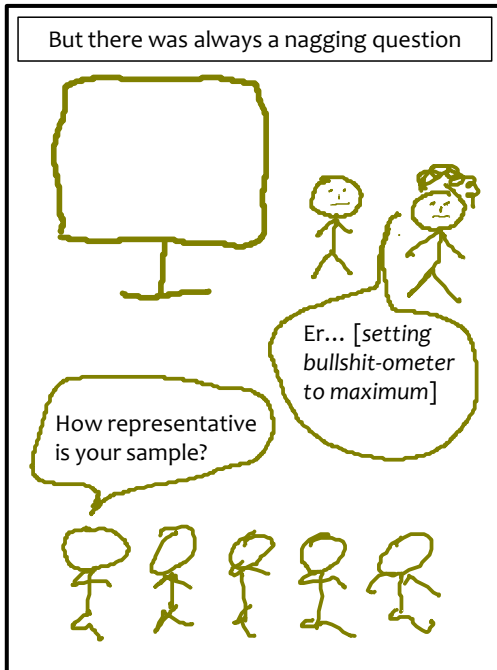 But there was always a nagging question
Er… [setting
bullshit-ometer
to maximum]
How representative
is your sample?